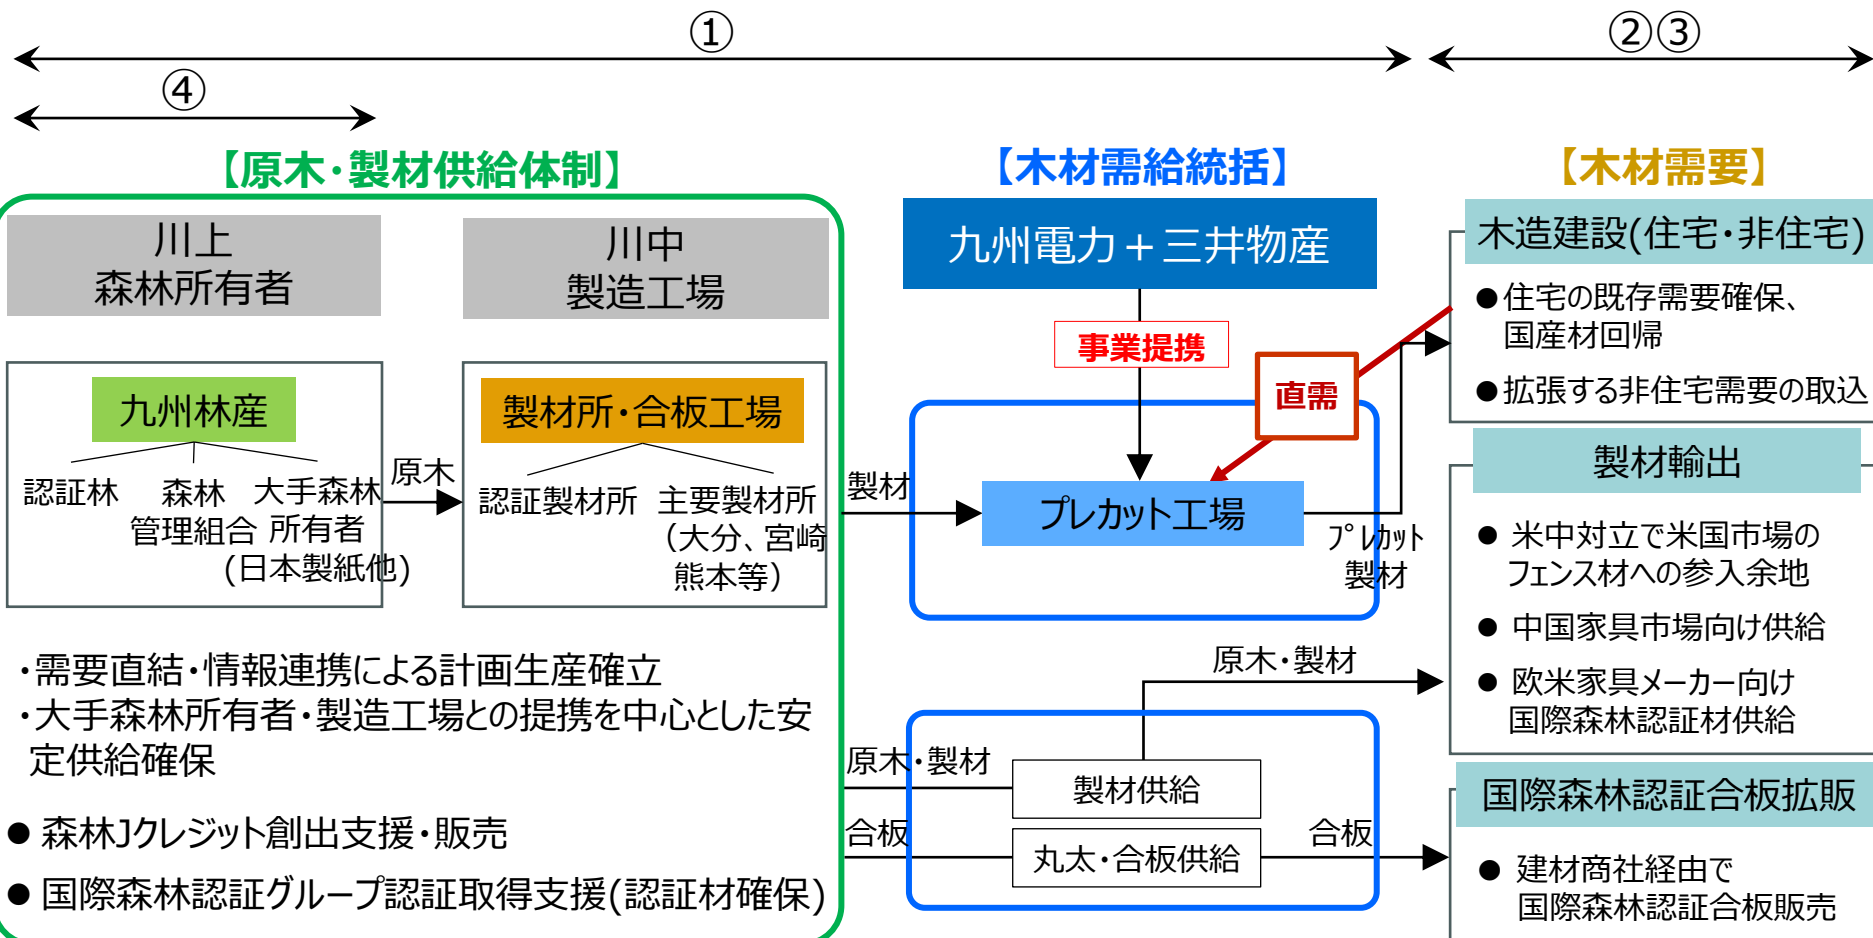 ①
②③
④
【原木・製材供給体制】
【木材需給統括】
【木材需要】
川上
森林所有者
川中
製造工場
九州林産
認証林
森林
管理組合
大手森林
所有者
(日本製紙他)
原木
製材所・合板工場
認証製材所
主要製材所
（大分、宮崎
熊本等）
・需要直結・情報連携による計画生産確立
・大手森林所有者・製造工場との提携を中心とした安
定供給確保
● 森林Jクレジット創出支援・販売
● 国際森林認証グループ認証取得支援(認証材確保)
九州電力＋三井物産
事業提携
直需
製材
プレカット工場
プレカット
製材
原木・製材
原木・製材
製材供給
合板
丸太・合板供給
合板
木造建設(住宅・非住宅)
●住宅の既存需要確保、
国産材回帰
●拡張する非住宅需要の取込
製材輸出
● 米中対立で米国市場の
フェンス材への参入余地
● 中国家具市場向け供給
● 欧米家具メーカー向け
国際森林認証材供給
国際森林認証合板拡販
● 建材商社経由で
国際森林認証合板販売